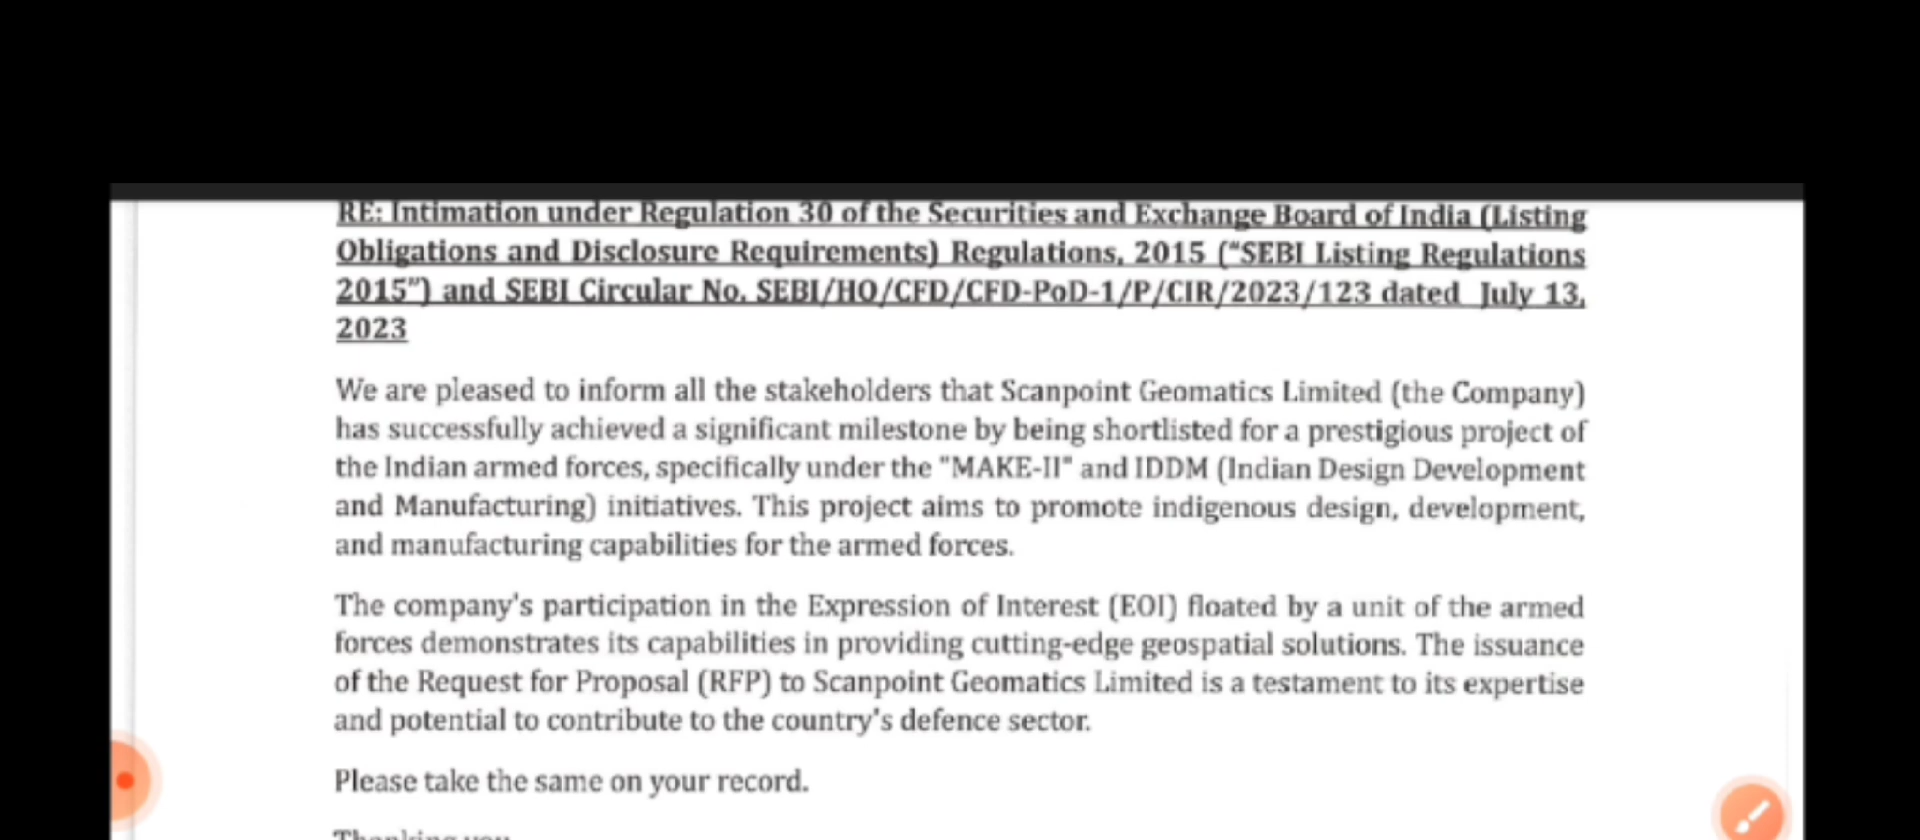 RE: Intimation under Regulation 30 of the Securities and Exchange Board of India (Listing
Obligations and Disclosure Requirements) Regulations, 2015 ("SEBI Listing Regulations
2015") and SEBI Circular No. SEBI/HO/CFD/CFD-PoD-1/P/CIR/2023/123 dated July 13,
2023
We are pleased to inform all the stakeholders that Scanpoint Geomatics Limited (the Company)
has successfully achieved a significant milestone by being shortlisted for a prestigious project of
the Indian armed forces, specifically under the "MAKE-II" and IDDM (Indian Design Development
and Manufacturing) initiatives. This project aims to promote indigenous design, development,
and manufacturing capabilities for the armed forces.
The company's participation in the Expression of Interest (EOI) floated by a unit of the armed
forces demonstrates its capabilities in providing cutting-edge geospatial solutions. The issuance
of the Request for Proposal (RFP) to Scanpoint Geomatics Limited is a testament to its expertise
and potential to contribute to the country's defence sector.
Please take the same on your record.
Thanking you